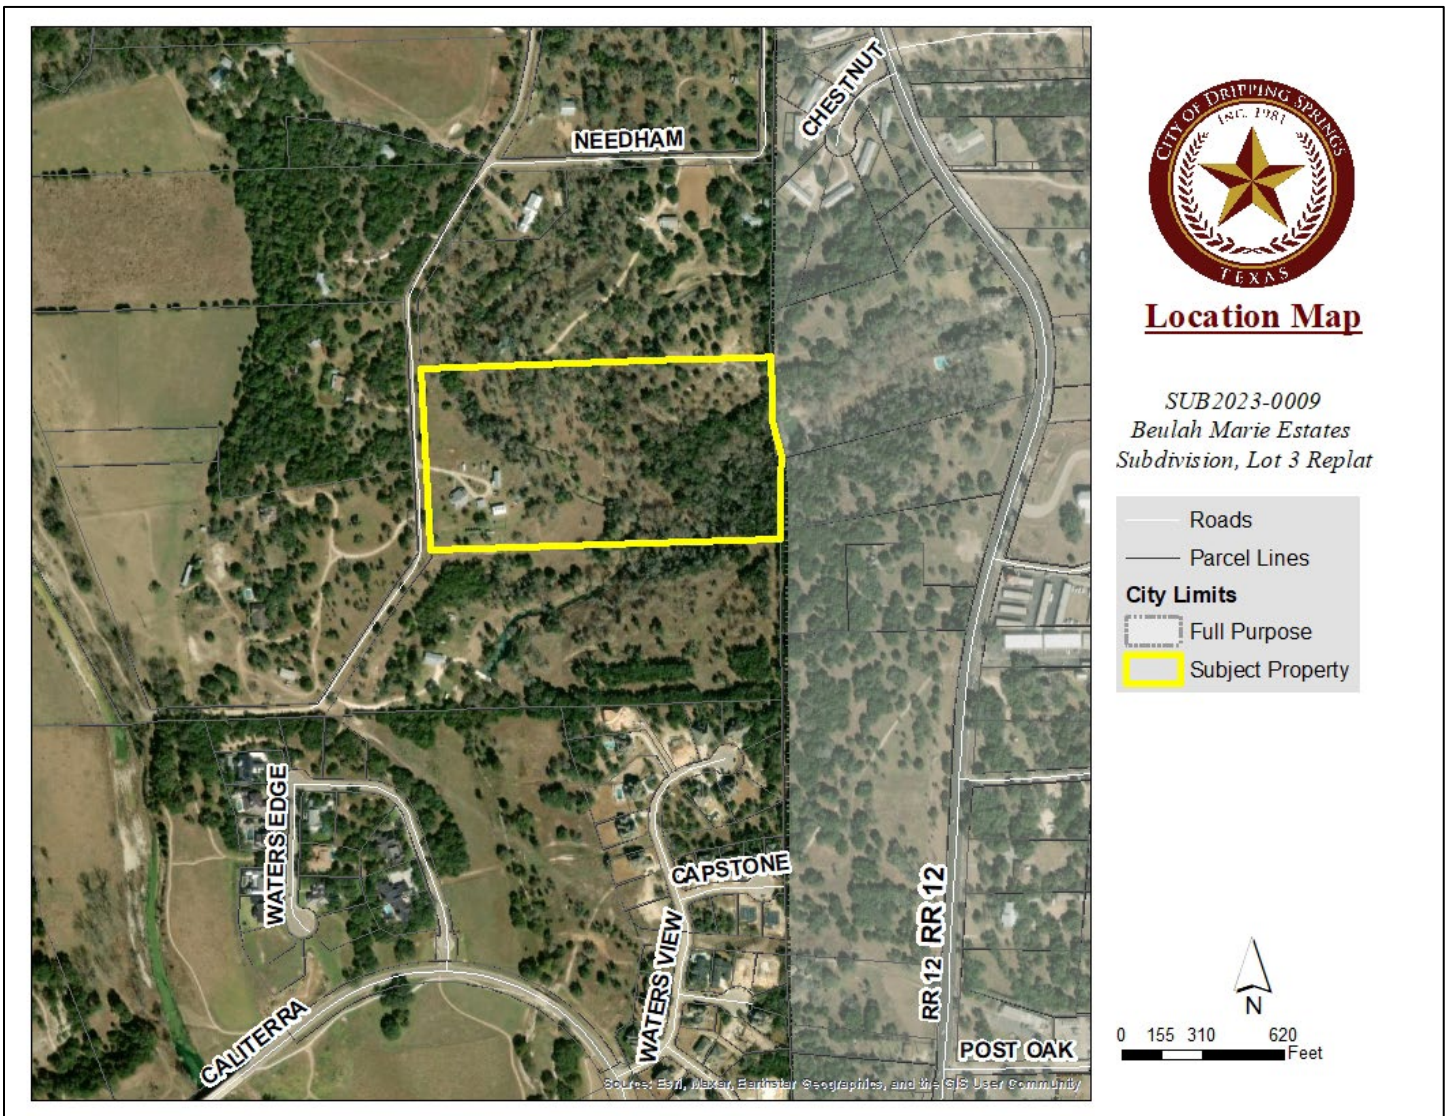 CHESTNUT
NEEDHAM
WATERS EDGE
CAPSTONE
WATERS VIEW
RR 12
RR 12
CALITERRA
POST OAK
Source: Esri, Maxar, Earthstar Geographics, and the GIS User Community
CITY OF DRIPPING SPRINGS
INC. 1981
TEXAS
Location Map
SUB2023-0009
Beulah Marie Estates
Subdivision, Lot 3 Replat
Roads
Parcel Lines
City Limits
Full Purpose
Subject Property
N
0 155 310 620
Feet